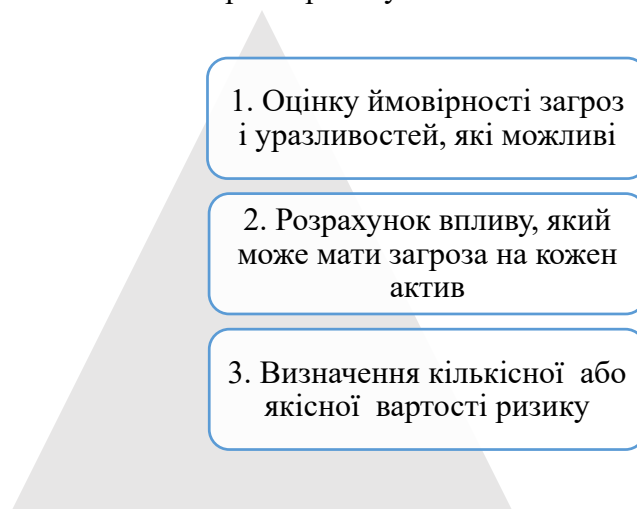 1. Оцінку ймовірності загроз
і уразливостей, які можливі
2. Розрахунок впливу, який
може мати загроза на кожен
актив
3. Визначення кількісної або
якісної вартості ризику